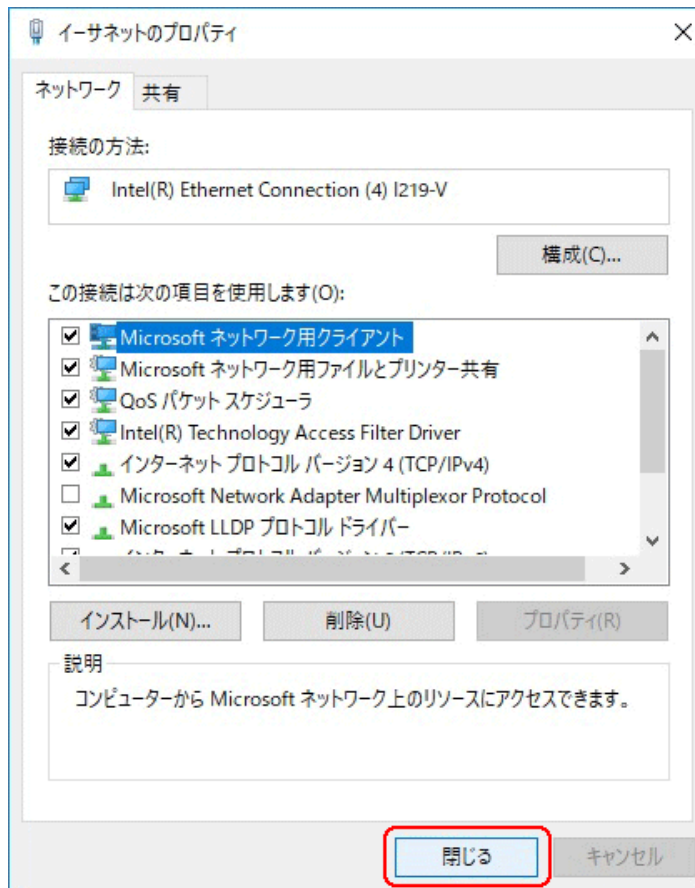 イーサネットのプロパティ
ネットワーク 共有
接続の方法:
Intel(R) Ethernet Connection (4) I219-V
構成(C)...
この接続は次の項目を使用します(O):
Microsoft ネットワーク用クライアント
Microsoft ネットワーク用ファイルとプリンター共有
QoS パケット スケジューラ
Intel(R) Technology Access Filter Driver
インターネット プロトコル バージョン 4 (TCP/IPv4)
Microsoft Network Adapter Multiplexor Protocol
Microsoft LLDP プロトコル ドライバー
インストール(N)... 削除(U) プロパティ(R)
説明
コンピューターから Microsoft ネットワーク上のリソースにアクセスできます。
閉じる キャンセル